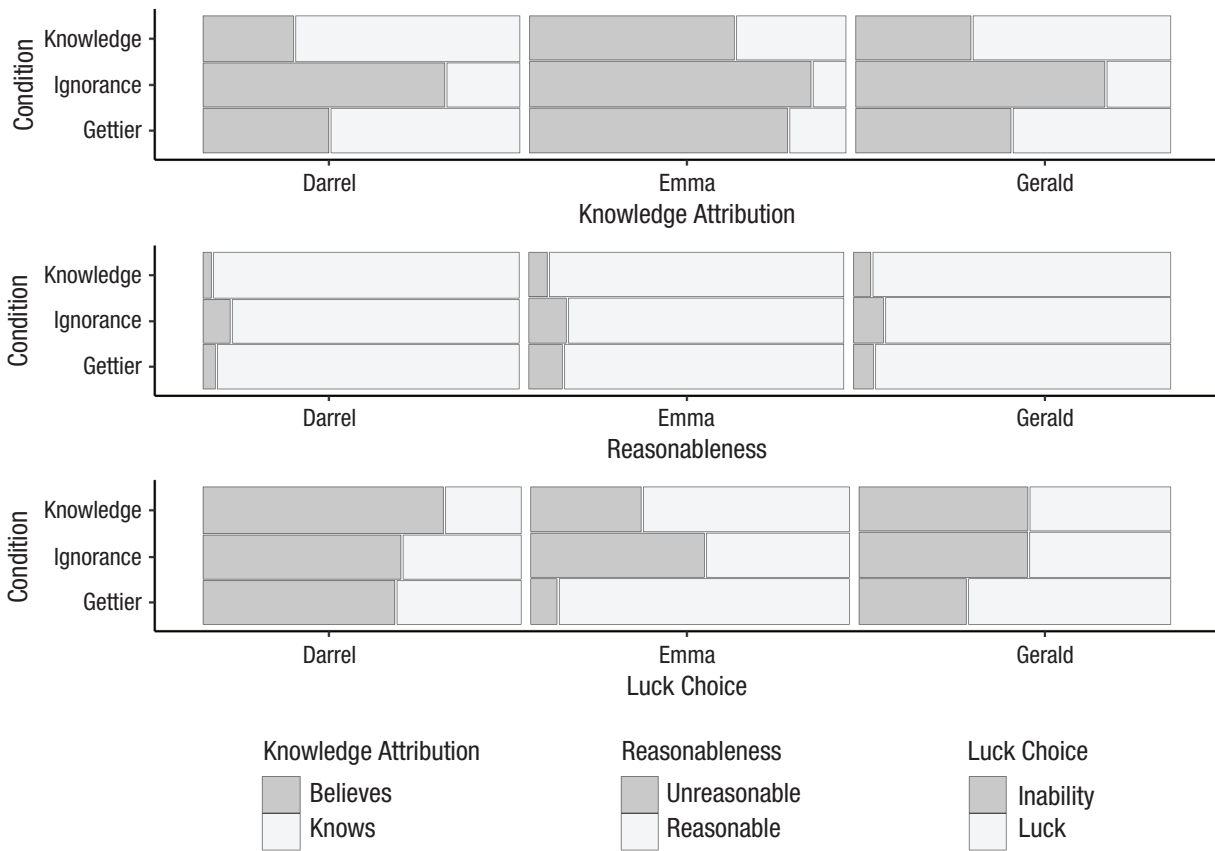 Condition
Knowledge
Ignorance
Gettier
Darrel Emma Gerald
Knowledge Attribution
Condition
Knowledge
Ignorance
Gettier
Darrel Emma Gerald
Reasonableness
Condition
Knowledge
Ignorance
Gettier
Darrel Emma Gerald
Luck Choice
Knowledge Attribution
Believes
Knows
Reasonableness
Unreasonable
Reasonable
Luck Choice
Inability
Luck